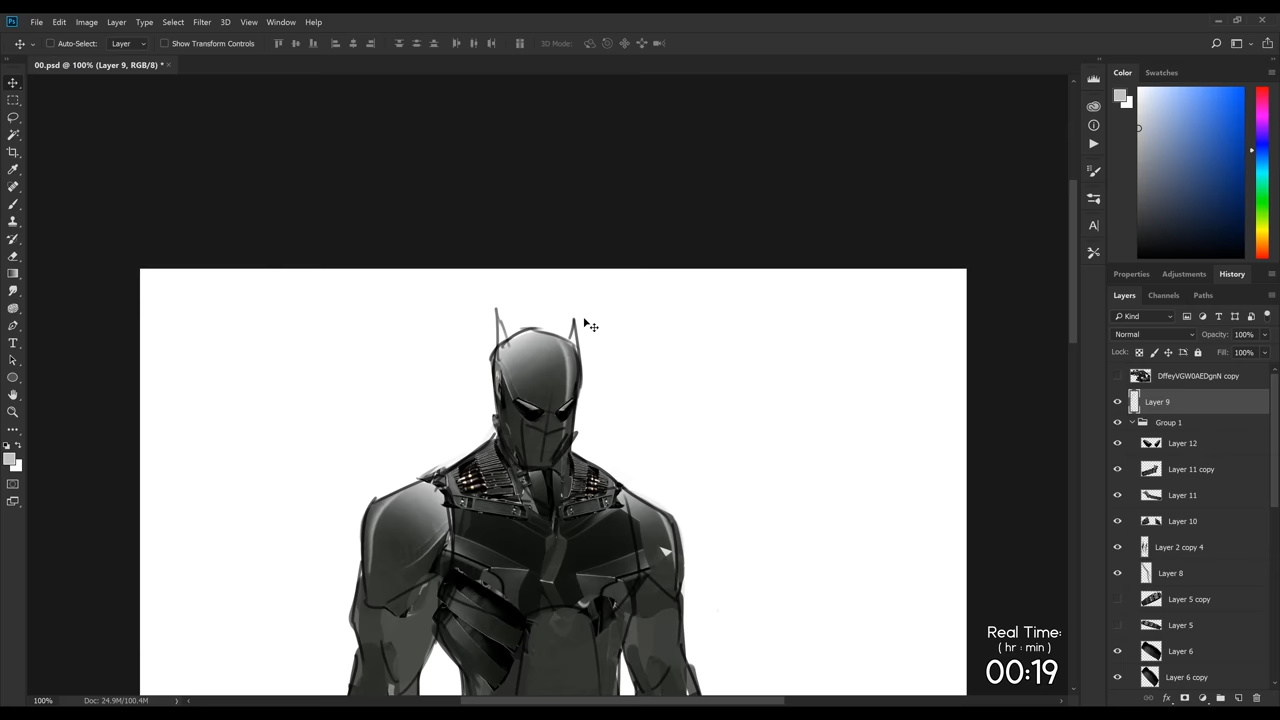 Ps File Edit Image Layer Type Select Filter 3D View Window Help
Auto-Select: Layer Show Transform Controls 3D Mode:
00.psd @ 100% (Layer 9, RGB/8) * ×
Color Swatches
Properties Adjustments History
Layers Channels Paths
Kind
Normal Opacity: 100%
Lock: Fill: 100%
DffeyVGW0AEDgnN copy
Layer 9
Group 1
Layer 12
Layer 11 copy
Layer 11
Layer 10
Layer 2 copy 4
Layer 8
Layer 5 copy
Layer 5
Layer 6
Layer 6 copy
Real Time:
( hr : min )
00:19
100% Doc: 24.9M/100.4M